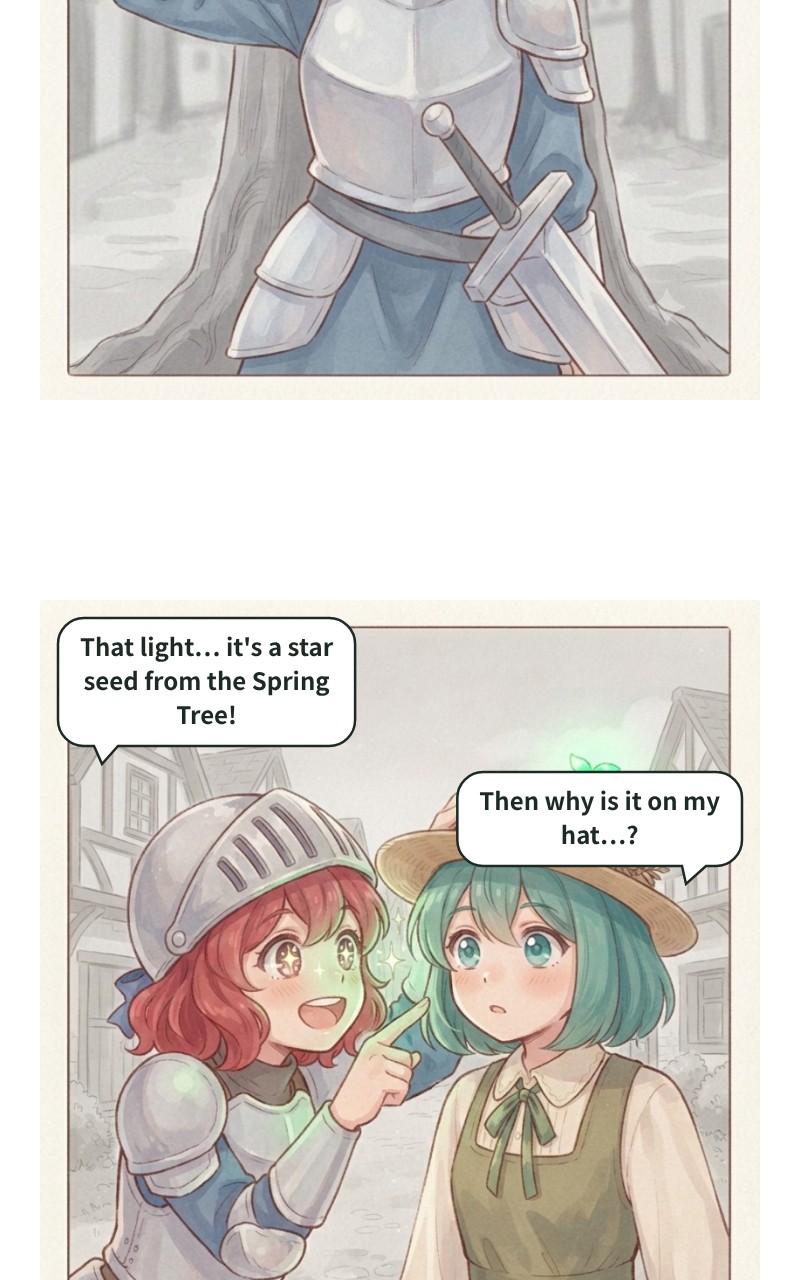 That light… it's a star
seed from the Spring
Tree!
Then why is it on my
hat…?